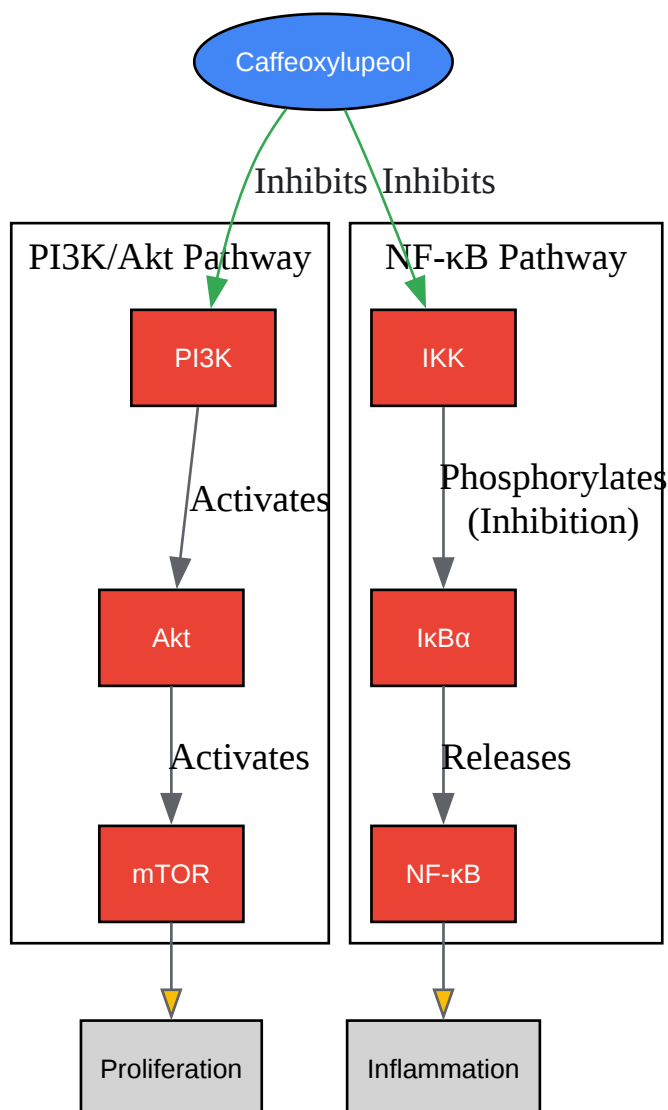 Caffeoxylupeol
Inhibits
Inhibits
PI3K/Akt Pathway
PI3K
Activates
Akt
Activates
mTOR
Proliferation
NF-κB Pathway
IKK
Phosphorylates
(Inhibition)
IκBα
Releases
NF-κB
Inflammation